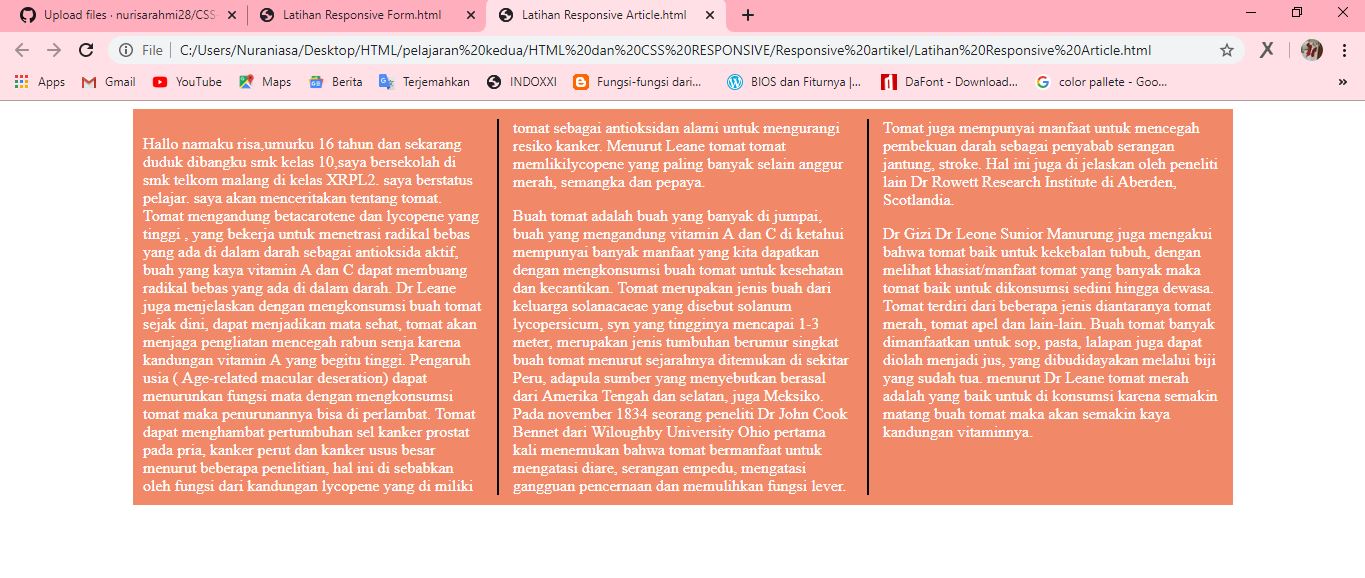 Upload files · nurisarahmi28/CSS-
Latihan Responsive Form.html
Latihan Responsive Article.html
File
C:/Users/Nuraniasa/Desktop/HTML/pelajaran%20kedua/HTML%20dan%20CSS%20RESPONSIVE/Responsive%20artikel/Latihan%20Responsive%20Article.html
Apps
Gmail
YouTube
Maps
Berita
Terjemahkan
INDOXXI
Fungsi-fungsi dari...
BIOS dan Fiturnya |...
DaFont - Download...
color pallete - Goo...
Hallo namaku risa,umurku 16 tahun dan sekarang
duduk dibangku smk kelas 10,saya bersekolah di
smk telkom malang di kelas XRPL2. saya berstatus
pelajar. saya akan menceritakan tentang tomat.
Tomat mengandung betacarotene dan lycopene yang
tinggi , yang bekerja untuk menetrasi radikal bebas
yang ada di dalam darah sebagai antioksida aktif,
buah yang kaya vitamin A dan C dapat membuang
radikal bebas yang ada di dalam darah. Dr Leane
juga menjelaskan dengan mengkonsumsi buah tomat
sejak dini, dapat menjadikan mata sehat, tomat akan
menjaga pengliatan mencegah rabun senja karena
kandungan vitamin A yang begitu tinggi. Pengaruh
usia ( Age-related macular deseration) dapat
menurunkan fungsi mata dengan mengkonsumsi
tomat maka penurunannya bisa di perlambat. Tomat
dapat menghambat pertumbuhan sel kanker prostat
pada pria, kanker perut dan kanker usus besar
menurut beberapa penelitian, hal ini di sebabkan
oleh fungsi dari kandungan lycopene yang di miliki
tomat sebagai antioksidan alami untuk mengurangi
resiko kanker. Menurut Leane tomat tomat
memlikilycopene yang paling banyak selain anggur
merah, semangka dan pepaya.
Buah tomat adalah buah yang banyak di jumpai,
buah yang mengandung vitamin A dan C di ketahui
mempunyai banyak manfaat yang kita dapatkan
dengan mengkonsumsi buah tomat untuk kesehatan
dan kecantikan. Tomat merupakan jenis buah dari
keluarga solanacaeae yang disebut solanum
lycopersicum, syn yang tingginya mencapai 1-3
meter, merupakan jenis tumbuhan berumur singkat
buah tomat menurut sejarahnya ditemukan di sekitar
Peru, adapula sumber yang menyebutkan berasal
dari Amerika Tengah dan selatan, juga Meksiko.
Pada november 1834 seorang peneliti Dr John Cook
Bennet dari Wiloughby University Ohio pertama
kali menemukan bahwa tomat bermanfaat untuk
mengatasi diare, serangan empedu, mengatasi
gangguan pencernaan dan memulihkan fungsi lever.
Tomat juga mempunyai manfaat untuk mencegah
pembekuan darah sebagai penyabab serangan
jantung, stroke. Hal ini juga di jelaskan oleh peneliti
lain Dr Rowett Research Institute di Aberden,
Scotlandia.
Dr Gizi Dr Leone Sunior Manurung juga mengakui
bahwa tomat baik untuk kekebalan tubuh, dengan
melihat khasiat/manfaat tomat yang banyak maka
tomat baik untuk dikonsumsi sedini hingga dewasa.
Tomat terdiri dari beberapa jenis diantaranya tomat
merah, tomat apel dan lain-lain. Buah tomat banyak
dimanfaatkan untuk sop, pasta, lalapan juga dapat
diolah menjadi jus, yang dibudidayakan melalui biji
yang sudah tua. menurut Dr Leane tomat merah
adalah yang baik untuk di konsumsi karena semakin
matang buah tomat maka akan semakin kaya
kandungan vitaminnya.